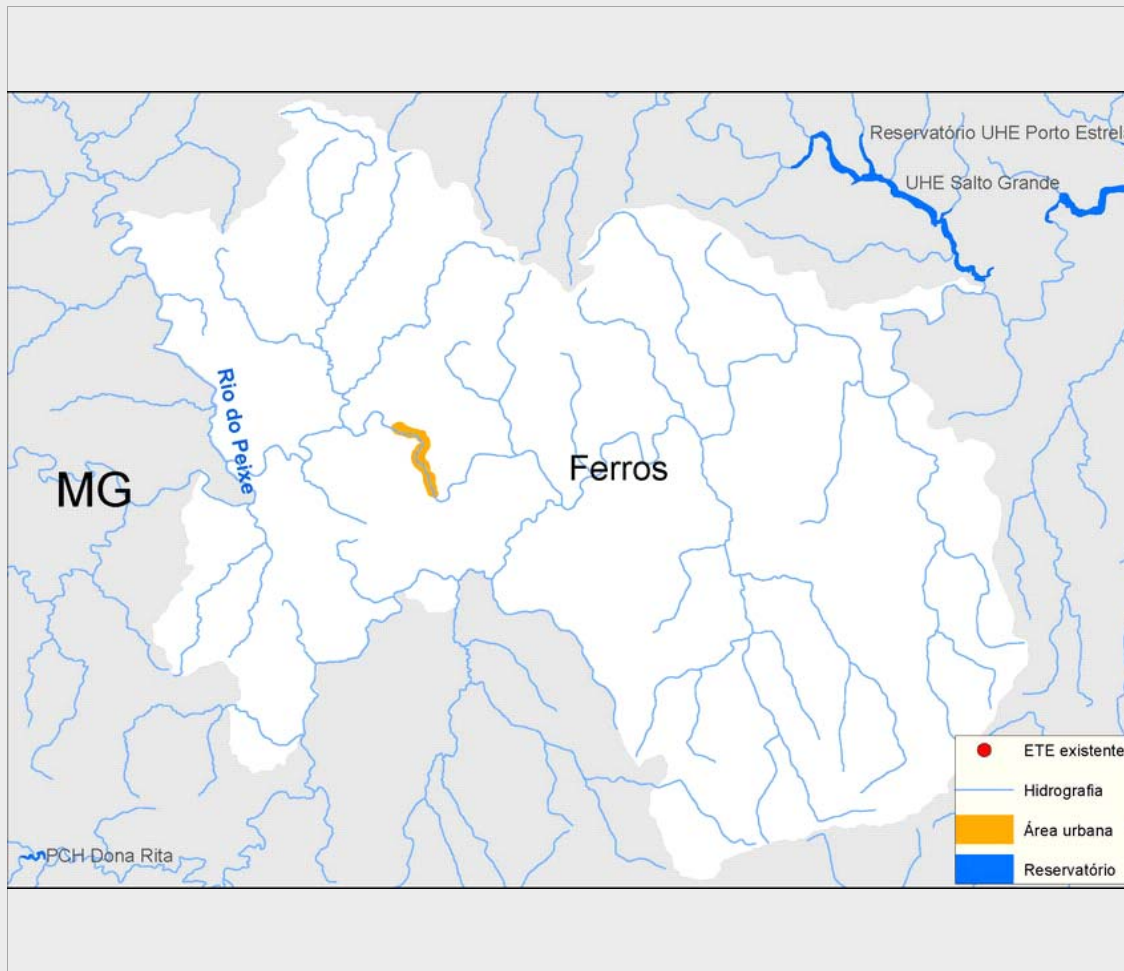 Reservatório UHE Porto Estrel
UHE Salto Grande
Rio do Peixe
MG
Ferros
ETE existente
Hidrografia
Área urbana
Reservatório
PCH Dona Rita